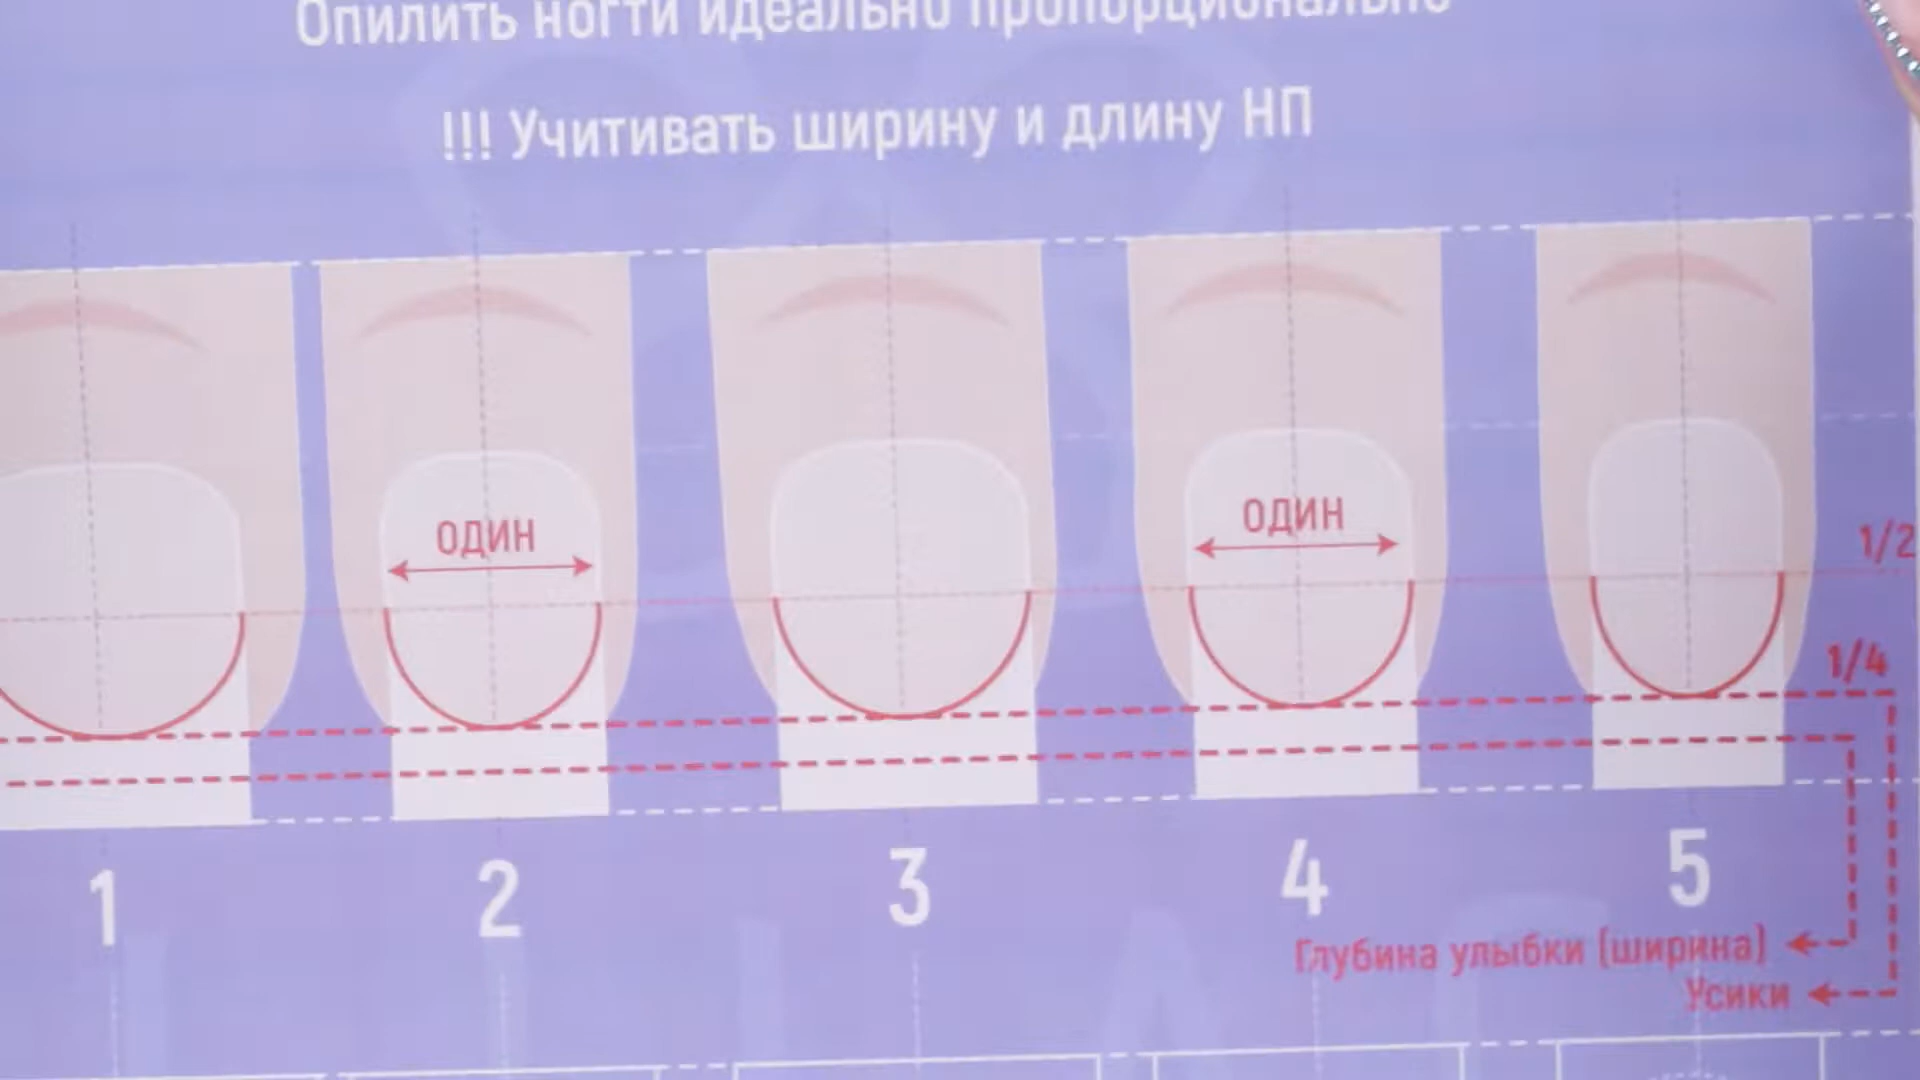 Опилить ногти идеально пропорционально
!!! Учитивать ширину и длину НП
ОДИН
ОДИН
1/2
1/4
1
2
3
4
5
Глубина улыбки (ширина)
Усики